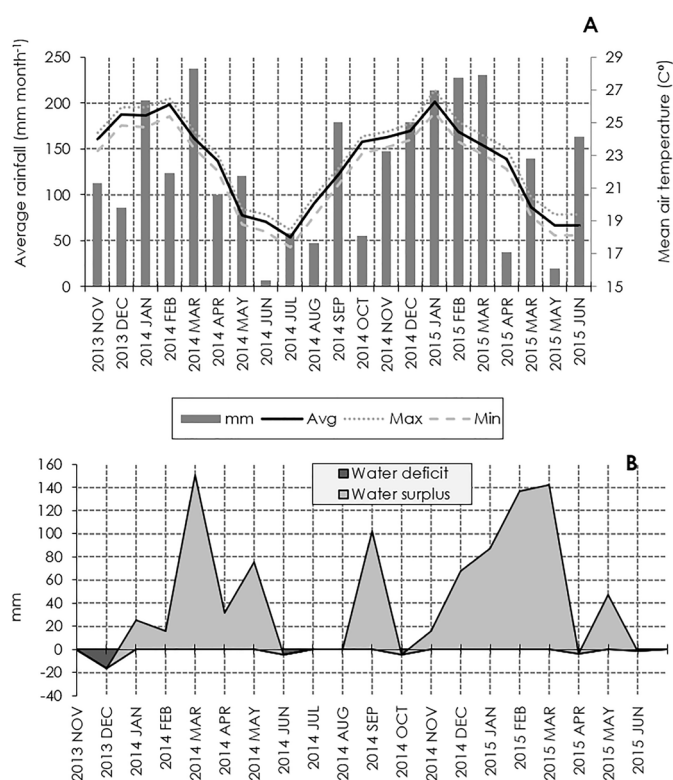 A
Average rainfall (mm month⁻¹)
250
200
150
100
50
0
29
27
25
23
21
19
17
15
Mean air temperature (Cº)
2013 NOV
2013 DEC
2014 JAN
2014 FEB
2014 MAR
2014 APR
2014 MAY
2014 JUN
2014 JUL
2014 AUG
2014 SEP
2014 OCT
2014 NOV
2014 DEC
2015 JAN
2015 FEB
2015 MAR
2015 APR
2015 MAR
2015 MAY
2015 JUN
mm Avg Max Min
B
Water deficit
Water surplus
mm
160
140
120
100
80
60
40
20
0
-20
-40
2013 NOV
2013 DEC
2014 JAN
2014 FEB
2014 MAR
2014 APR
2014 MAY
2014 JUN
2014 JUL
2014 AUG
2014 SEP
2014 OCT
2014 NOV
2014 DEC
2015 JAN
2015 FEB
2015 MAR
2015 APR
2015 MAY
2015 JUN